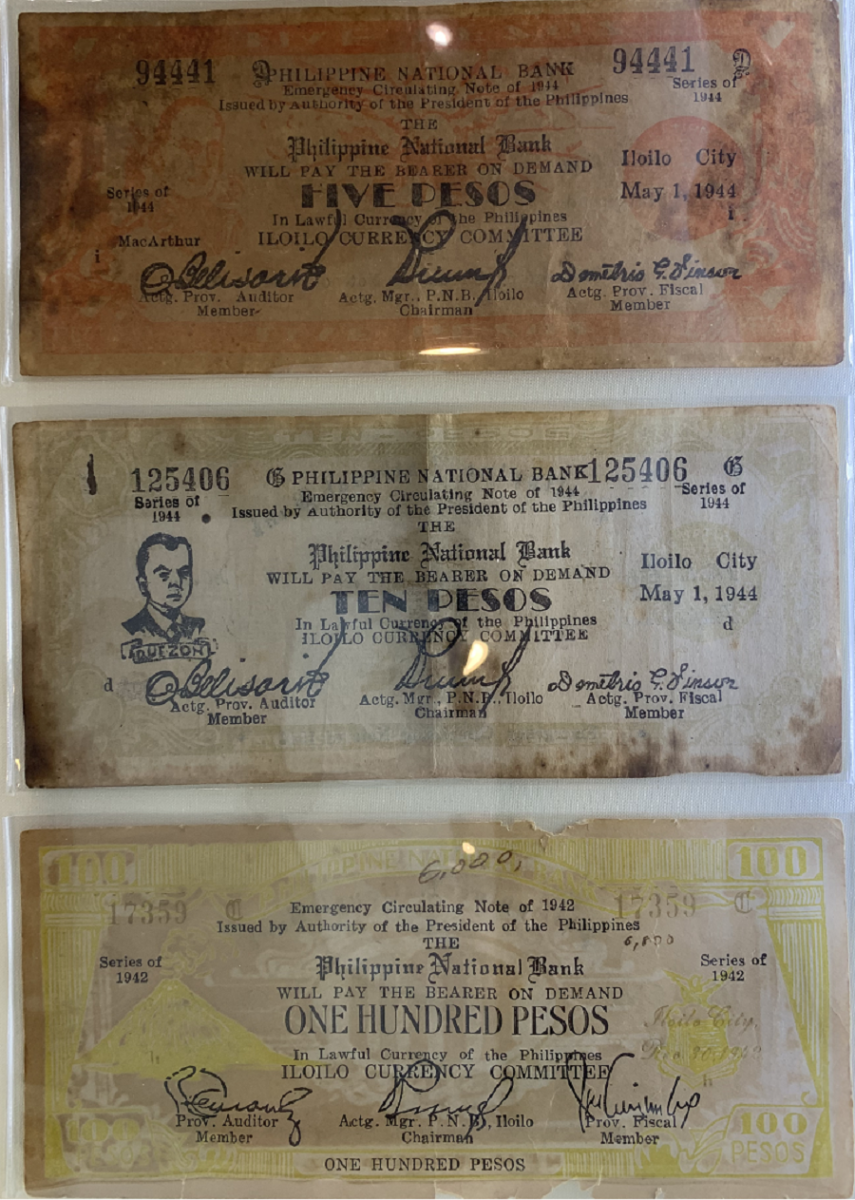 94441 PHILIPPINE NATIONAL BANK 94441 D
Emergency Circulating Note of 1944 Series of
Issued by Authority of the President of the Philippines 1944
THE
Philippine National Bank Iloilo City
WILL PAY THE BEARER ON DEMAND
Series of FIVE PESOS May 1, 1944
1944 In Lawful Currency of the Philippines i
MacArthur ILOILO CURRENCY COMMITTEE
i
Demetrio G. Vinson
Actg. Prov. Auditor Actg. Mgr., P.N.B., Iloilo Actg. Prov. Fiscal
Member Chairman Member
125406 G PHILIPPINE NATIONAL BANK 125406 G
Series of Emergency Circulating Note of 1944 Series of
1944 Issued by Authority of the President of the Philippines 1944
THE
Philippine National Bank Iloilo City
WILL PAY THE BEARER ON DEMAND
TEN PESOS May 1, 1944
In Lawful Currency of the Philippines d
ILOILO CURRENCY COMMITTEE
QUEZON
d Demetrio G. Vinson
Actg. Prov. Auditor Actg. Mgr., P.N.B., Iloilo Actg. Prov. Fiscal
Member Chairman Member
100 100
6,000,
17359 C Emergency Circulating Note of 1942 17359 C
Issued by Authority of the President of the Philippines
THE 6,000
Series of Philippine National Bank Series of
1942 1942
WILL PAY THE BEARER ON DEMAND
ONE HUNDRED PESOS Iloilo City,
In Lawful Currency of the Philippines
h ILOILO CURRENCY COMMITTEE h
Prov. Auditor Actg. Mgr. P.N.B., Iloilo Prov. Fiscal
Member Chairman Member
100 100
PESOS PESOS
ONE HUNDRED PESOS